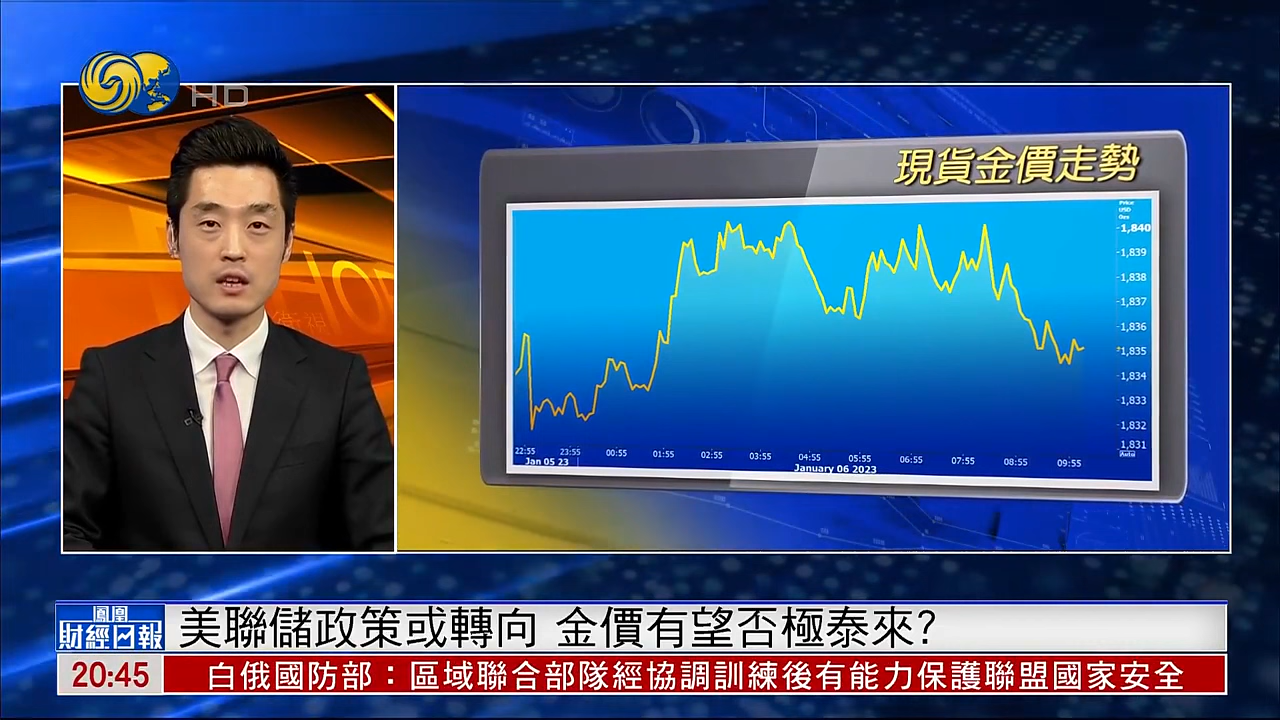 HD
現貨金價走勢
Price
USD
Ozs
1,840
1,839
1,838
1,837
1,836
1,835
1,834
1,833
1,832
1,831
Auto
22:55 23:55 00:55 01:55 02:55 03:55 04:55 05:55 06:55 07:55 08:55 09:55
Jan 05 23 January 06 2023
衛視
鳳凰
財經日報
美聯儲政策或轉向 金價有望否極泰來?
20:45
白俄國防部：區域聯合部隊經協調訓練後有能力保護聯盟國家安全